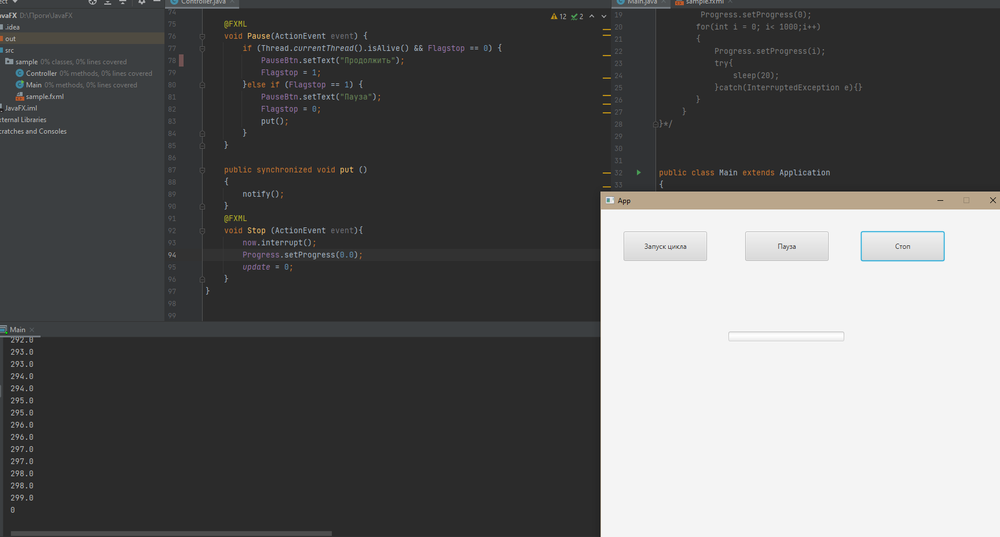 Controller.java
Main.java
sample.fxml
D:\Проги\JavaFX
.idea
out
src
sample 0% classes, 0% lines covered
Controller 0% methods, 0% lines covered
Main 0% methods, 0% lines covered
sample.fxml
JavaFX.iml
74
75 @FXML
76 void Pause(ActionEvent event) {
77 if (Thread.currentThread().isAlive() && Flagstop == 0) {
78 PauseBtn.setText("Продолжить");
79 Flagstop = 1;
80 }else if (Flagstop == 1) {
81 PauseBtn.setText("Пауза");
82 Flagstop = 0;
83 put();
84 }
85 }
86
87 public synchronized void put ()
88 {
89 notify();
90 }
91 @FXML
92 void Stop (ActionEvent event){
93 now.interrupt();
94 Progress.setProgress(0.0);
95 update = 0;
96 }
97 }
98
99
12 2
19 Progress.setProgress(0);
20 for(int i = 0; i< 1000;i++)
21 {
22 Progress.setProgress(i);
23 try{
24 sleep(20);
25 }catch(InterruptedException e){}
26 }
27 }
28 }*/
29
30
31
32 public class Main extends Application
33 {
App
Запуск цикла
Пауза
Стоп
Main
292.0
293.0
293.0
294.0
294.0
295.0
295.0
296.0
296.0
297.0
297.0
298.0
298.0
299.0
0